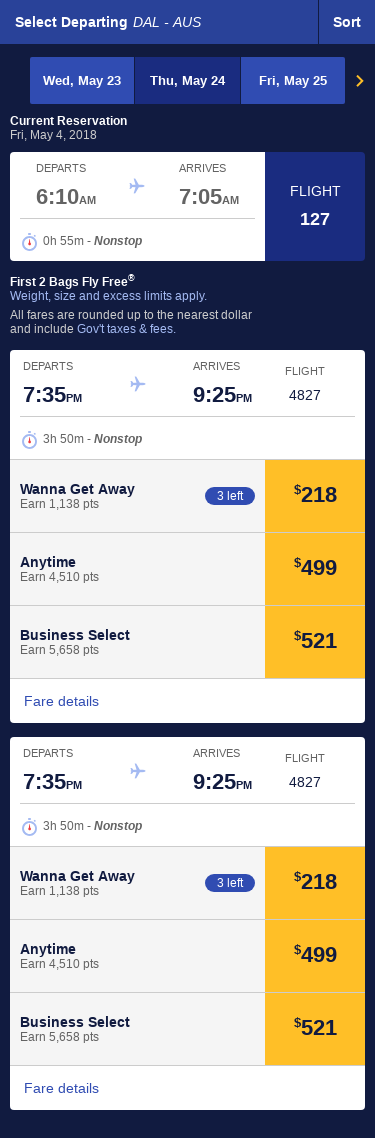 Select Departing DAL - AUS Sort
Wed, May 23 Thu, May 24 Fri, May 25
Current Reservation
Fri, May 4, 2018
DEPARTS ARRIVES
6:10AM 7:05AM
FLIGHT
127
0h 55m - Nonstop
First 2 Bags Fly Free®
Weight, size and excess limits apply.
All fares are rounded up to the nearest dollar
and include Gov't taxes & fees.
DEPARTS ARRIVES FLIGHT
7:35PM 9:25PM 4827
3h 50m - Nonstop
Wanna Get Away 3 left $218
Earn 1,138 pts
Anytime $499
Earn 4,510 pts
Business Select $521
Earn 5,658 pts
Fare details
DEPARTS ARRIVES FLIGHT
7:35PM 9:25PM 4827
3h 50m - Nonstop
Wanna Get Away 3 left $218
Earn 1,138 pts
Anytime $499
Earn 4,510 pts
Business Select $521
Earn 5,658 pts
Fare details